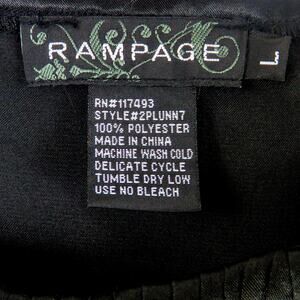 RAMPAGE
L
RN#117493
STYLE#2PLUNN7
100% POLYESTER
MADE IN CHINA
MACHINE WASH COLD
DELICATE CYCLE
TUMBLE DRY LOW
USE NO BLEACH